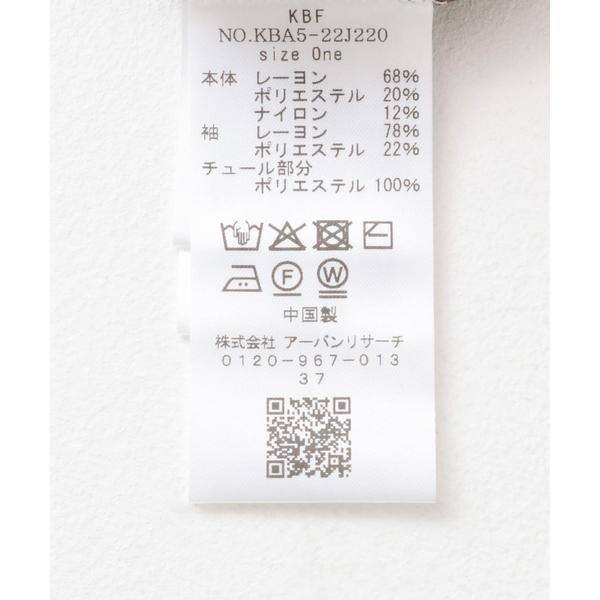 KBF
NO.KBA5-22J220
size One
本体 レーヨン 68%
ポリエステル 20%
ナイロン 12%
袖 レーヨン 78%
ポリエステル 22%
チュール部分
ポリエステル 100%
F W
中国製
株式会社 アーバンリサーチ
0120-967-013
37